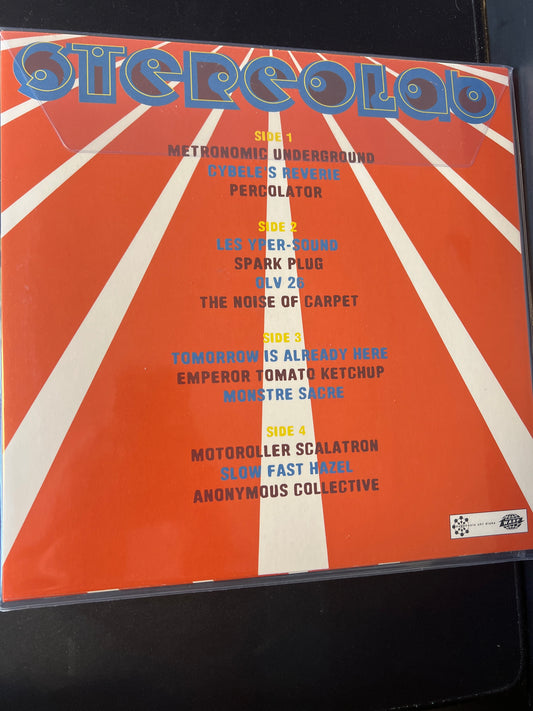 STEREOLAB
SIDE 1
METRONOMIC UNDERGROUND
CYBELE'S REVERIE
PERCOLATOR
SIDE 2
LES YPER-SOUND
SPARK PLUG
OLV 26
THE NOISE OF CARPET
SIDE 3
TOMORROW IS ALREADY HERE
EMPEROR TOMATO KETCHUP
MONSTRE SACRE
SIDE 4
MOTOROLLER SCALATRON
SLOW FAST HAZEL
ANONYMOUS COLLECTIVE